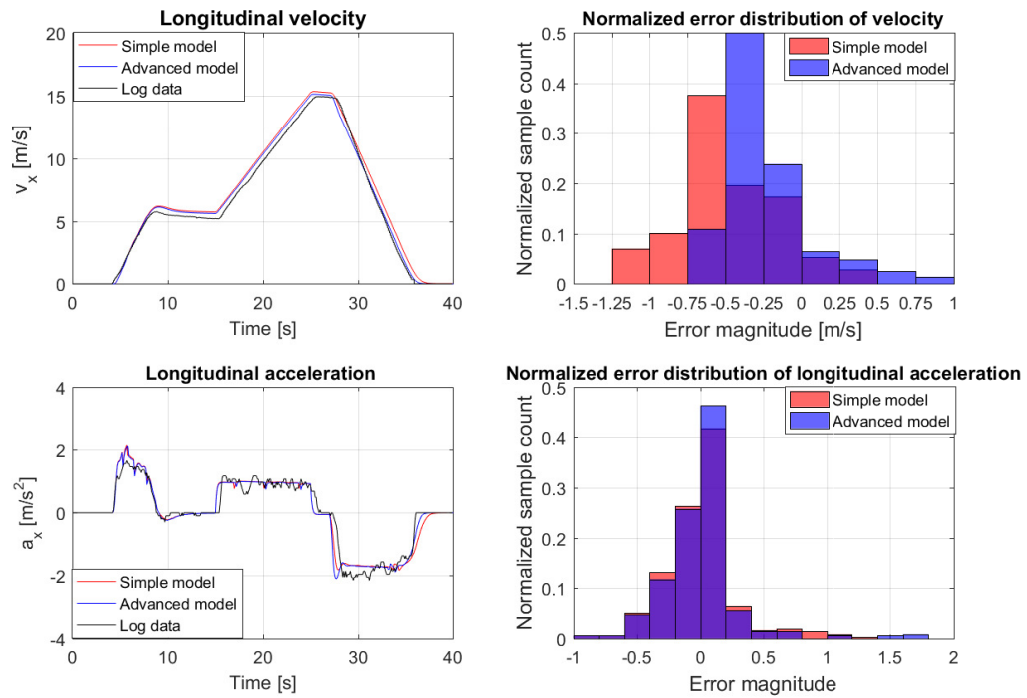 Longitudinal velocity
20
15
10
5
0
v_x [m/s]
Simple model
Advanced model
Log data
0 10 20 30 40
Time [s]
Normalized error distribution of velocity
0.5
0.4
0.3
0.2
0.1
0
Normalized sample count
Simple model
Advanced model
-1.5 -1.25 -1 -0.75 -0.5 -0.25 0 0.25 0.5 0.75 1
Error magnitude [m/s]
Longitudinal acceleration
4
2
0
-2
-4
a_x [m/s²]
Simple model
Advanced model
Log data
0 10 20 30 40
Time [s]
Normalized error distribution of longitudinal acceleration
0.5
0.4
0.3
0.2
0.1
0
Normalized sample count
Simple model
Advanced model
-1 -0.5 0 0.5 1 1.5 2
Error magnitude